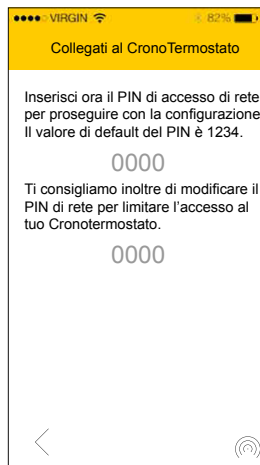 VIRGIN 82%
Collegati al CronoTermostato
Inserisci ora il PIN di accesso di rete
per proseguire con la configurazione
Il valore di default del PIN è 1234.
0000
Ti consigliamo inoltre di modificare il
PIN di rete per limitare l'accesso al
tuo Cronotermostato.
0000